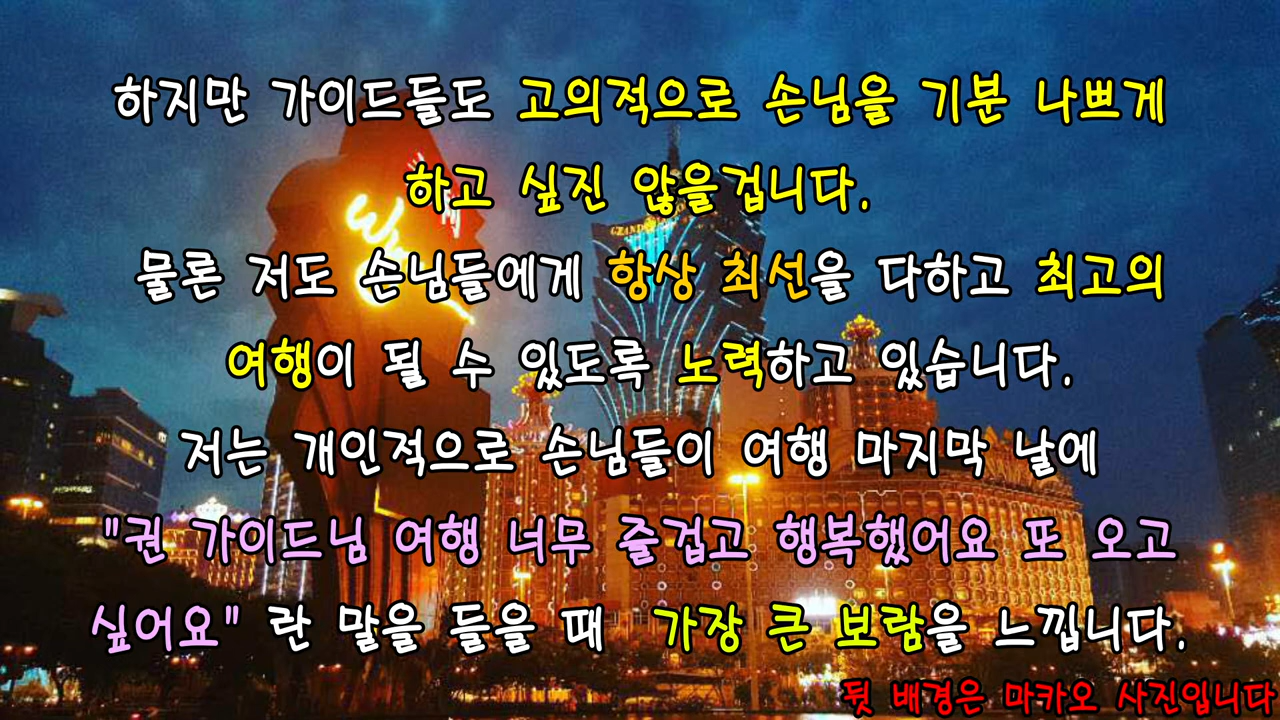 하지만 가이드들도 고의적으로 손님을 기분 나쁘게
하고 싶진 않을겁니다.
물론 저도 손님들에게 항상 최선을 다하고 최고의
여행이 될 수 있도록 노력하고 있습니다.
저는 개인적으로 손님들이 여행 마지막 날에
"권 가이드님 여행 너무 즐겁고 행복했어요 또 오고
싶어요" 란 말을 들을 때 가장 큰 보람을 느낍니다.
뒷 배경은 마카오 사진입니다